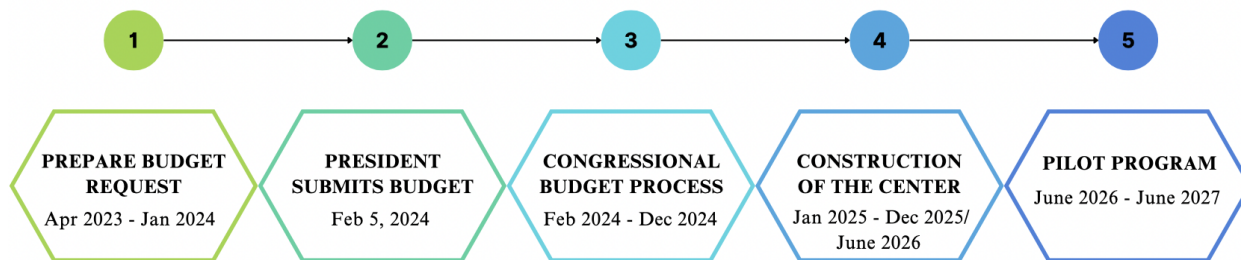 1
2
3
4
5
PREPARE BUDGET
REQUEST
Apr 2023 - Jan 2024
PRESIDENT
SUBMITS BUDGET
Feb 5, 2024
CONGRESSIONAL
BUDGET PROCESS
Feb 2024 - Dec 2024
CONSTRUCTION
OF THE CENTER
Jan 2025 - Dec 2025/
June 2026
PILOT PROGRAM
June 2026 - June 2027